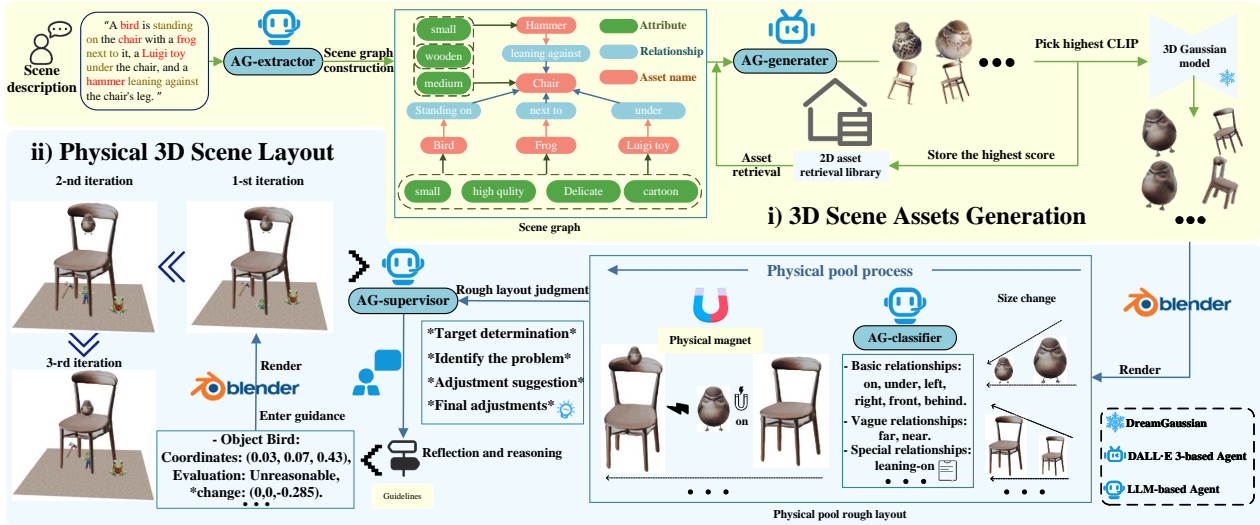 Scene
description
“A bird is standing
on the chair with a frog
next to it, a Luigi toy
under the chair, and a
hammer leaning against
the chair's leg. ”
AG-extractor
Scene graph
construction
small
wooden
medium
Hammer
leaning against
Chair
Standing on
next to
under
Bird
Frog
Luigi toy
small
high qulity
Delicate
cartoon
Attribute
Relationship
Asset name
Scene graph
AG-generater
Pick highest CLIP
3D Gaussian
model
Asset
retrieval
2D asset
retrieval library
Store the highest score
i) 3D Scene Assets Generation
ii) Physical 3D Scene Layout
2-nd iteration
1-st iteration
3-rd iteration
AG-supervisor
Rough layout judgment
*Target determination*
*Identify the problem*
*Adjustment suggestion*
*Final adjustments*
Reflection and reasoning
Guidelines
blender
Render
Enter guidance
- Object Bird:
Coordinates: (0.03, 0.07, 0.43),
Evaluation: Unreasonable,
*change: (0,0,-0.285).
Physical pool process
Physical magnet
on
AG-classifier
- Basic relationships:
on, under, left,
right, front, behind.
- Vague relationships:
far, near.
- Special relationships:
leaning-on
Size change
Physical pool rough layout
blender
Render
DreamGaussian
DALL·E 3-based Agent
LLM-based Agent